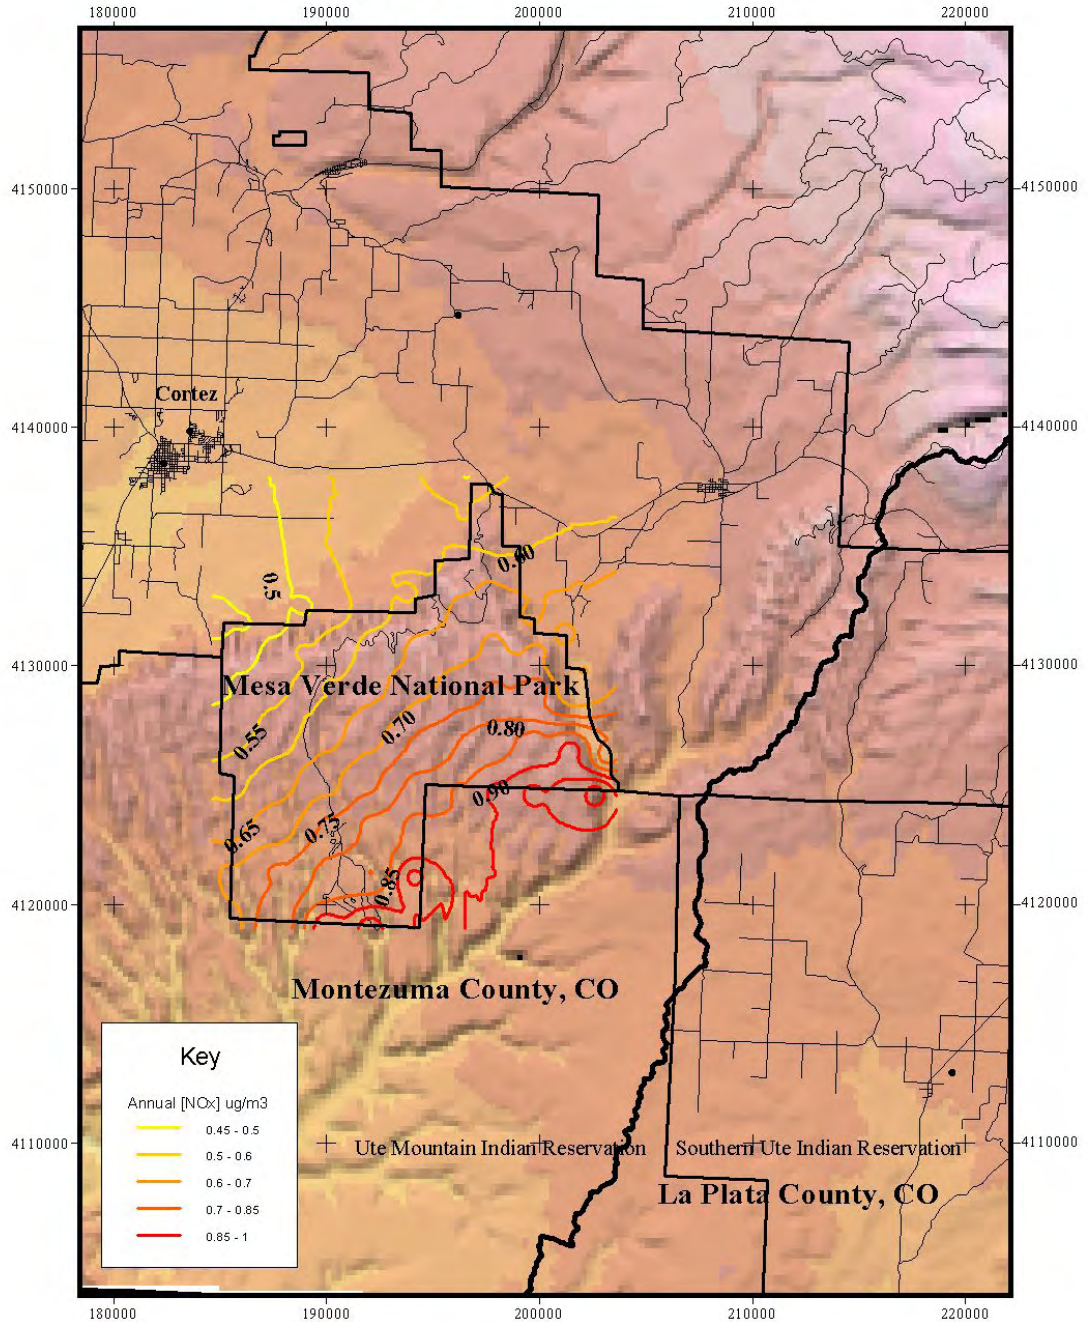 180000 190000 200000 210000 220000
4150000 4150000
Cortez
4140000 4140000
0.60
0.5
4130000 4130000
Mesa Verde National Park
0.70
0.80
0.55
0.90
0.65
0.75
0.85
4120000 4120000
Montezuma County, CO
Key
Annual [NOx] ug/m3
0.45 - 0.5
0.5 - 0.6
0.6 - 0.7
0.7 - 0.85
0.85 - 1
4110000 4110000
Ute Mountain Indian Reservation Southern Ute Indian Reservation
La Plata County, CO
180000 190000 200000 210000 220000